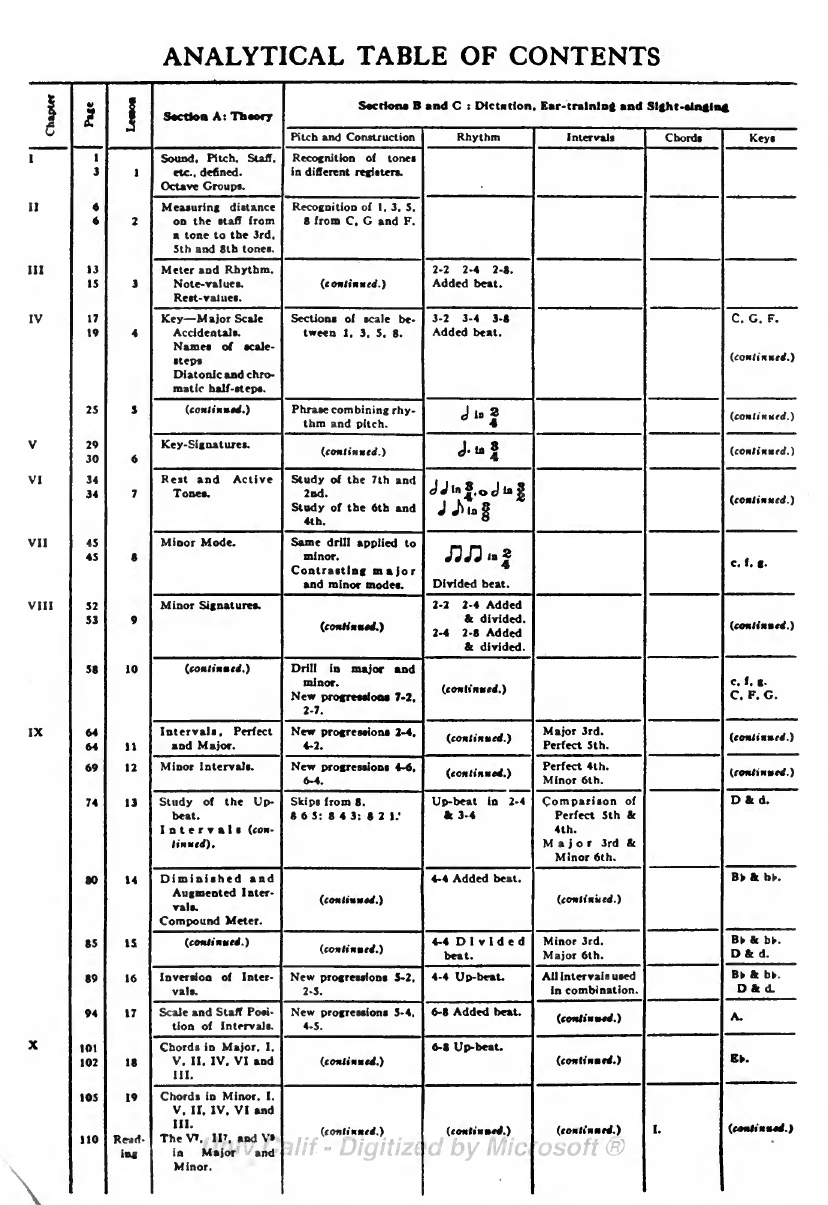 ANALYTICAL TABLE OF CONTENTS
Chapter
Page
Lesson
Section A: Theory
Sections B and C : Dictation, Ear-training and Sight-singing
Pitch and Construction
Rhythm
Intervals
Chords
Keys
I
1
3
1
Sound, Pitch, Staff,
etc., defined.
Octave Groups.
Recognition of tones
in different registers.
II
6
6
2
Measuring distance
on the staff from
a tone to the 3rd,
5th and 8th tones.
Recognition of 1, 3, 5,
8 from C, G and F.
III
13
15
3
Meter and Rhythm.
Note-values.
Rest-values.
(continued.)
2-2 2-4 2-8.
Added beat.
IV
17
19
4
Key—Major Scale
Accidentals.
Names of scale-
steps
Diatonic and chro-
matic half-steps.
Sections of scale be-
tween 1, 3, 5, 8.
3-2 3-4 3-8
Added beat.
C, G, F.
(continued.)
25
5
(continued.)
Phrase combining rhy-
thm and pitch.
𝅗𝅥 in 2/4
(continued.)
V
29
30
6
Key-Signatures.
(continued.)
𝅗𝅥. in 3/4
(continued.)
VI
34
34
7
Rest and Active
Tones.
Study of the 7th and
2nd.
Study of the 6th and
4th.
𝅗𝅥 ♩ in 3/4, 𝅝 𝅗𝅥 in 3/2
♩ ♪ in 3/8
(continued.)
VII
45
45
8
Minor Mode.
Same drill applied to
minor.
Contrasting major
and minor modes.
♫ ♫ in 2/4
Divided beat.
c, f, g.
VIII
52
53
9
Minor Signatures.
(continued.)
2-2 2-4 Added
& divided.
2-4 2-8 Added
& divided.
(continued.)
58
10
(continued.)
Drill in major and
minor.
New progressions 7-2,
2-7.
(continued.)
c, f, g.
C, F, G.
IX
64
64
11
Intervals, Perfect
and Major.
New progressions 2-4,
4-2.
(continued.)
Major 3rd.
Perfect 5th.
(continued.)
69
12
Minor Intervals.
New progressions 4-6,
6-4.
(continued.)
Perfect 4th.
Minor 6th.
(continued.)
74
13
Study of the Up-
beat.
Intervals (con-
tinued).
Skips from 8.
8 6 5: 8 4 3: 8 2 1.
Up-beat in 2-4
& 3-4
Comparison of
Perfect 5th &
4th.
Major 3rd &
Minor 6th.
D & d.
80
14
Diminished and
Augmented Inter-
vals.
Compound Meter.
(continued.)
4-4 Added beat.
(continued.)
B♭ & b♭.
85
15
(continued.)
(continued.)
4-4 Divided
beat.
Minor 3rd.
Major 6th.
B♭ & b♭.
D & d.
89
16
Inversion of Inter-
vals.
New progressions 5-2,
2-5.
4-4 Up-beat.
All intervals used
in combination.
B♭ & b♭.
D & d.
94
17
Scale and Staff Posi-
tion of Intervals.
New progressions 5-4,
4-5.
6-8 Added beat.
(continued.)
A.
X
101
102
18
Chords in Major, I,
V, II, IV, VI and
III.
(continued.)
6-8 Up-beat.
(continued.)
E♭.
105
19
Chords in Minor, I,
V, II, IV, VI and
III.
110
Read-
ing
The V⁷, II⁷, and V⁹
in Major and
Minor.
(continued.)
(continued.)
(continued.)
I.
(continued.)
Univ Calif - Digitized by Microsoft ®